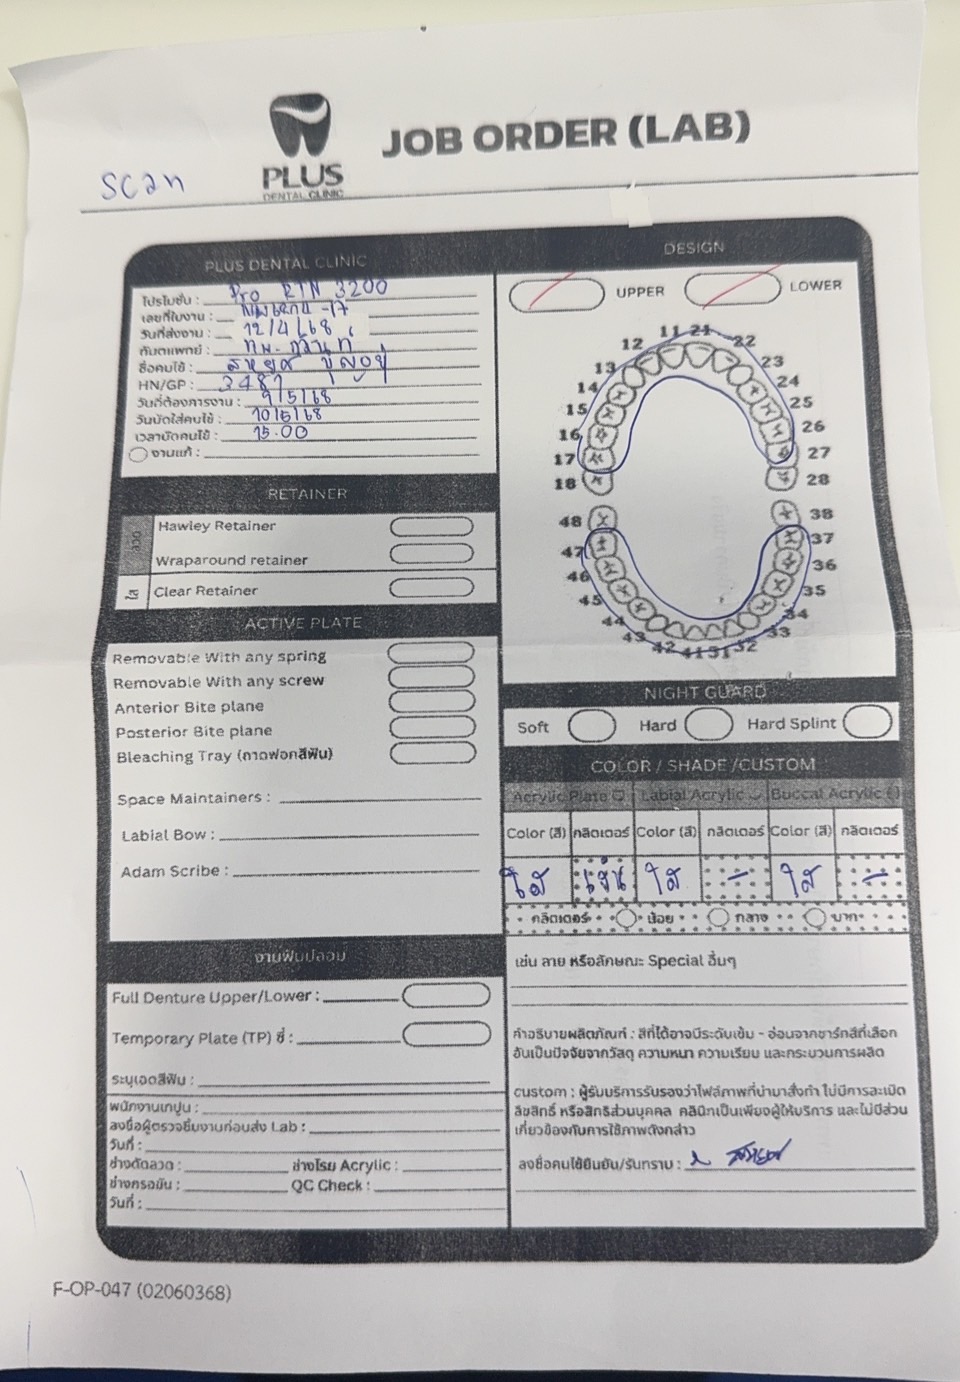 JOB ORDER (LAB)
PLUS
DENTAL CLINIC
scan
PLUS DENTAL CLINIC
โปรโมชั่น : Pro RTN 3200
เลขที่ใบงาน :
วันที่ส่งงาน : 12/4/68
ทันตแพทย์ : ทพ.
ชื่อคนไข้ :
HN/GP : 3487
วันที่ต้องการงาน : 9/5/68
วันนัดใส่คนไข้ : 10/5/68
เวลานัดคนไข้ : 15.00
งานแก้ :
RETAINER
ลวด
Hawley Retainer
Wraparound retainer
ใส
Clear Retainer
ACTIVE PLATE
Removable With any spring
Removable With any screw
Anterior Bite plane
Posterior Bite plane
Bleaching Tray (ถาดฟอกสีฟัน)
Space Maintainers :
Labial Bow :
Adam Scribe :
งานฟันปลอม
Full Denture Upper/Lower :
Temporary Plate (TP) ซี่ :
ระบุเฉดสีฟัน :
พนักงานเทปูน :
ลงชื่อผู้ตรวจชิ้นงานก่อนส่ง Lab :
วันที่ :
ช่างดัดลวด : ช่างโรย Acrylic :
ช่างกรอขัด : QC Check :
วันที่ :
DESIGN
UPPER LOWER
11 21
12 22
13 23
14 24
15 25
16 26
17 27
18 28
48 38
47 37
46 36
45 35
44 34
43 33
42 41 31 32
NIGHT GUARD
Soft Hard Hard Splint
COLOR / SHADE /CUSTOM
Acrylic Plate Labial Acrylic Buccal Acrylic
Color (สี) กลิตเตอร์ Color (สี) กลิตเตอร์ Color (สี) กลิตเตอร์
ใส เงิน ใส - ใส -
กลิตเตอร์ น้อย กลาง มาก
เช่น ลาย หรือลักษณะ Special อื่นๆ
คำอธิบายผลิตภัณฑ์ : สีที่ได้อาจมีระดับเข้ม - อ่อนจากชาร์ทสีที่เลือก
อันเป็นปัจจัยจากวัสดุ ความหนา ความเรียบ และกระบวนการผลิต
custom : ผู้รับบริการรับรองว่าไฟล์ภาพที่นำมาสั่งทำ ไม่มีการละเมิด
ลิขสิทธิ์ หรือสิทธิส่วนบุคคล คลินิกเป็นเพียงผู้ให้บริการ และไม่มีส่วน
เกี่ยวข้องกับการใช้ภาพดังกล่าว
ลงชื่อคนไข้ยืนยัน/รับทราบ :
F-OP-047 (02060368)